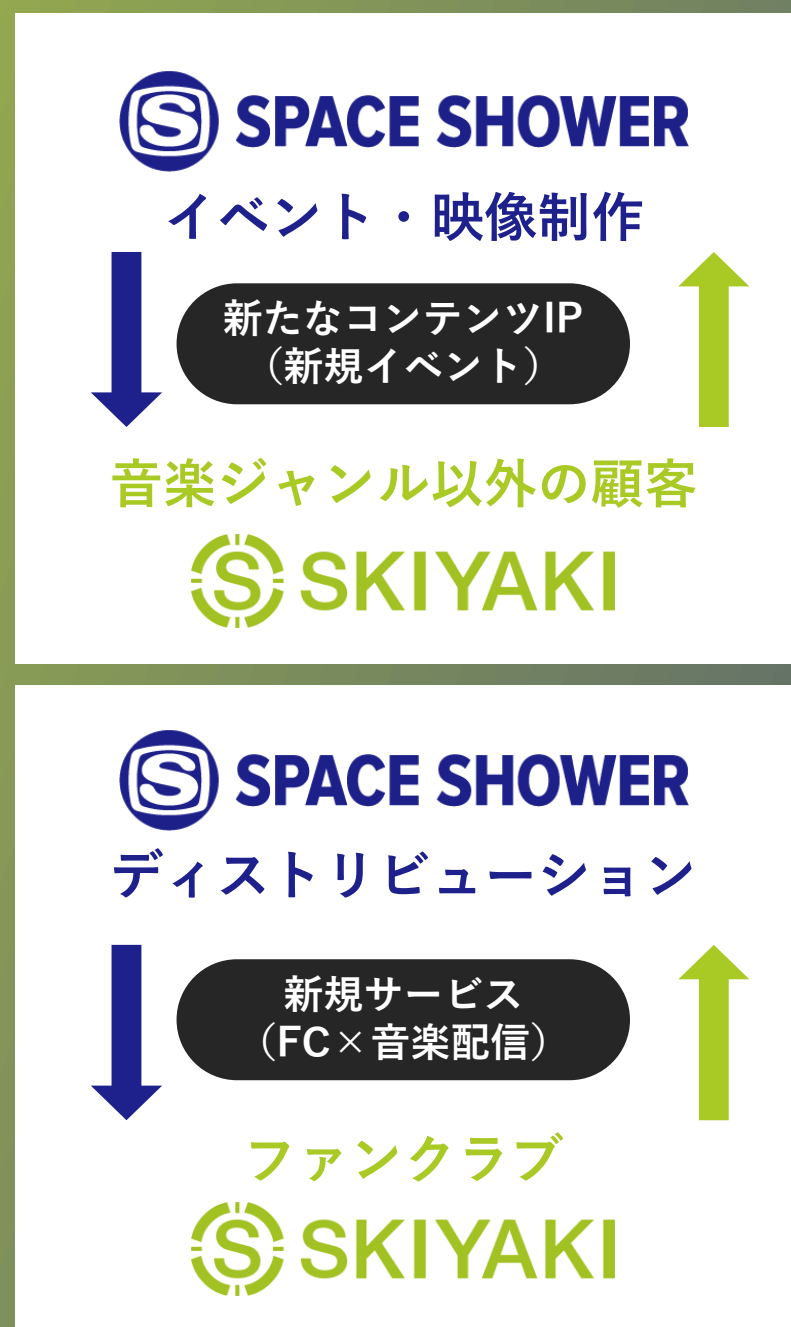 SPACE SHOWER
イベント・映像制作
新たなコンテンツIP
（新規イベント）
音楽ジャンル以外の顧客
SKIYAKI
SPACE SHOWER
ディストリビューション
新規サービス
（FC×音楽配信）
ファンクラブ
SKIYAKI